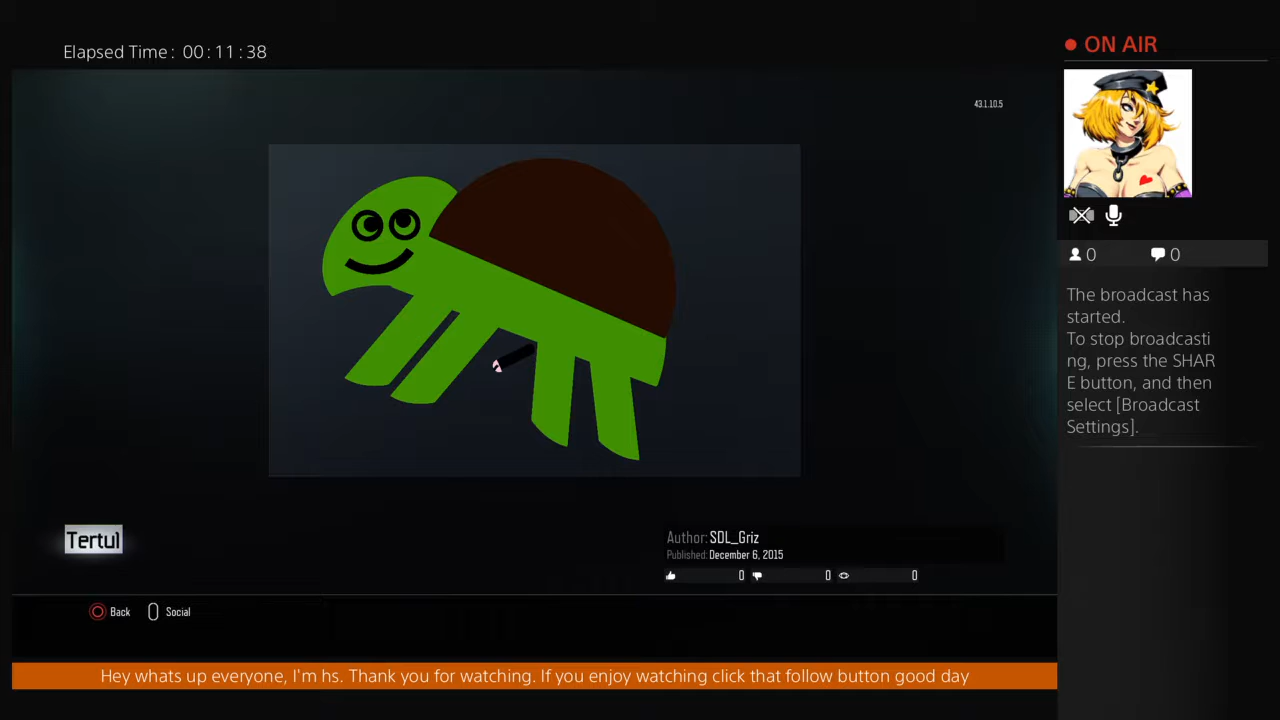 Elapsed Time: 00:11:38
ON AIR
43.1.10.5
0 0
The broadcast has
started.
To stop broadcasti
ng, press the SHAR
E button, and then
select [Broadcast
Settings].
Tertul
Author: SDL_Griz
Published: December 6, 2015
0 0 0
Back Social
Hey whats up everyone, I'm hs. Thank you for watching. If you enjoy watching click that follow button good day